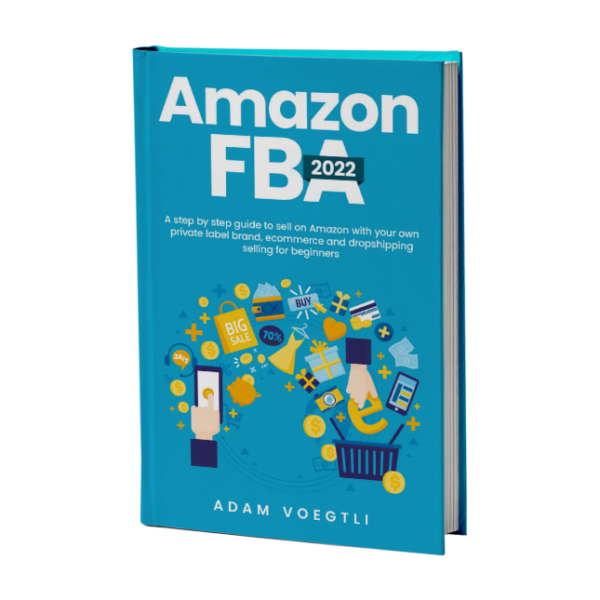 Amazon
FBA
2022
A step by step guide to sell on Amazon with your own
private label brand, ecommerce and dropshipping
selling for beginners
BUY
BIG
SALE
70%
24/7
E
e
ADAM VOEGTLI